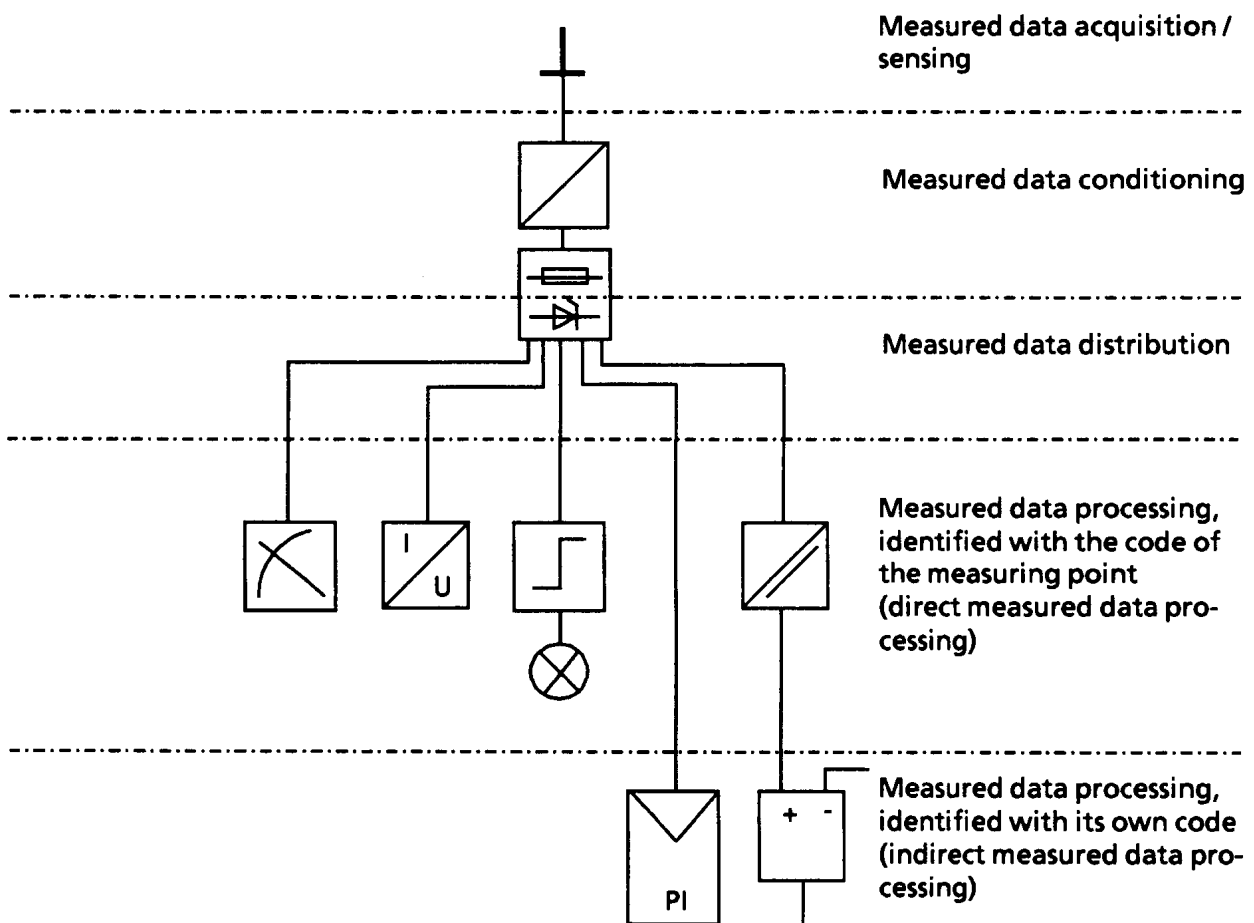 Measured data acquisition /
sensing
Measured data conditioning
Measured data distribution
Measured data processing,
identified with the code of
the measuring point
(direct measured data pro-
cessing)
I
U
Measured data processing,
identified with its own code
(indirect measured data pro-
cessing)
+ -
PI